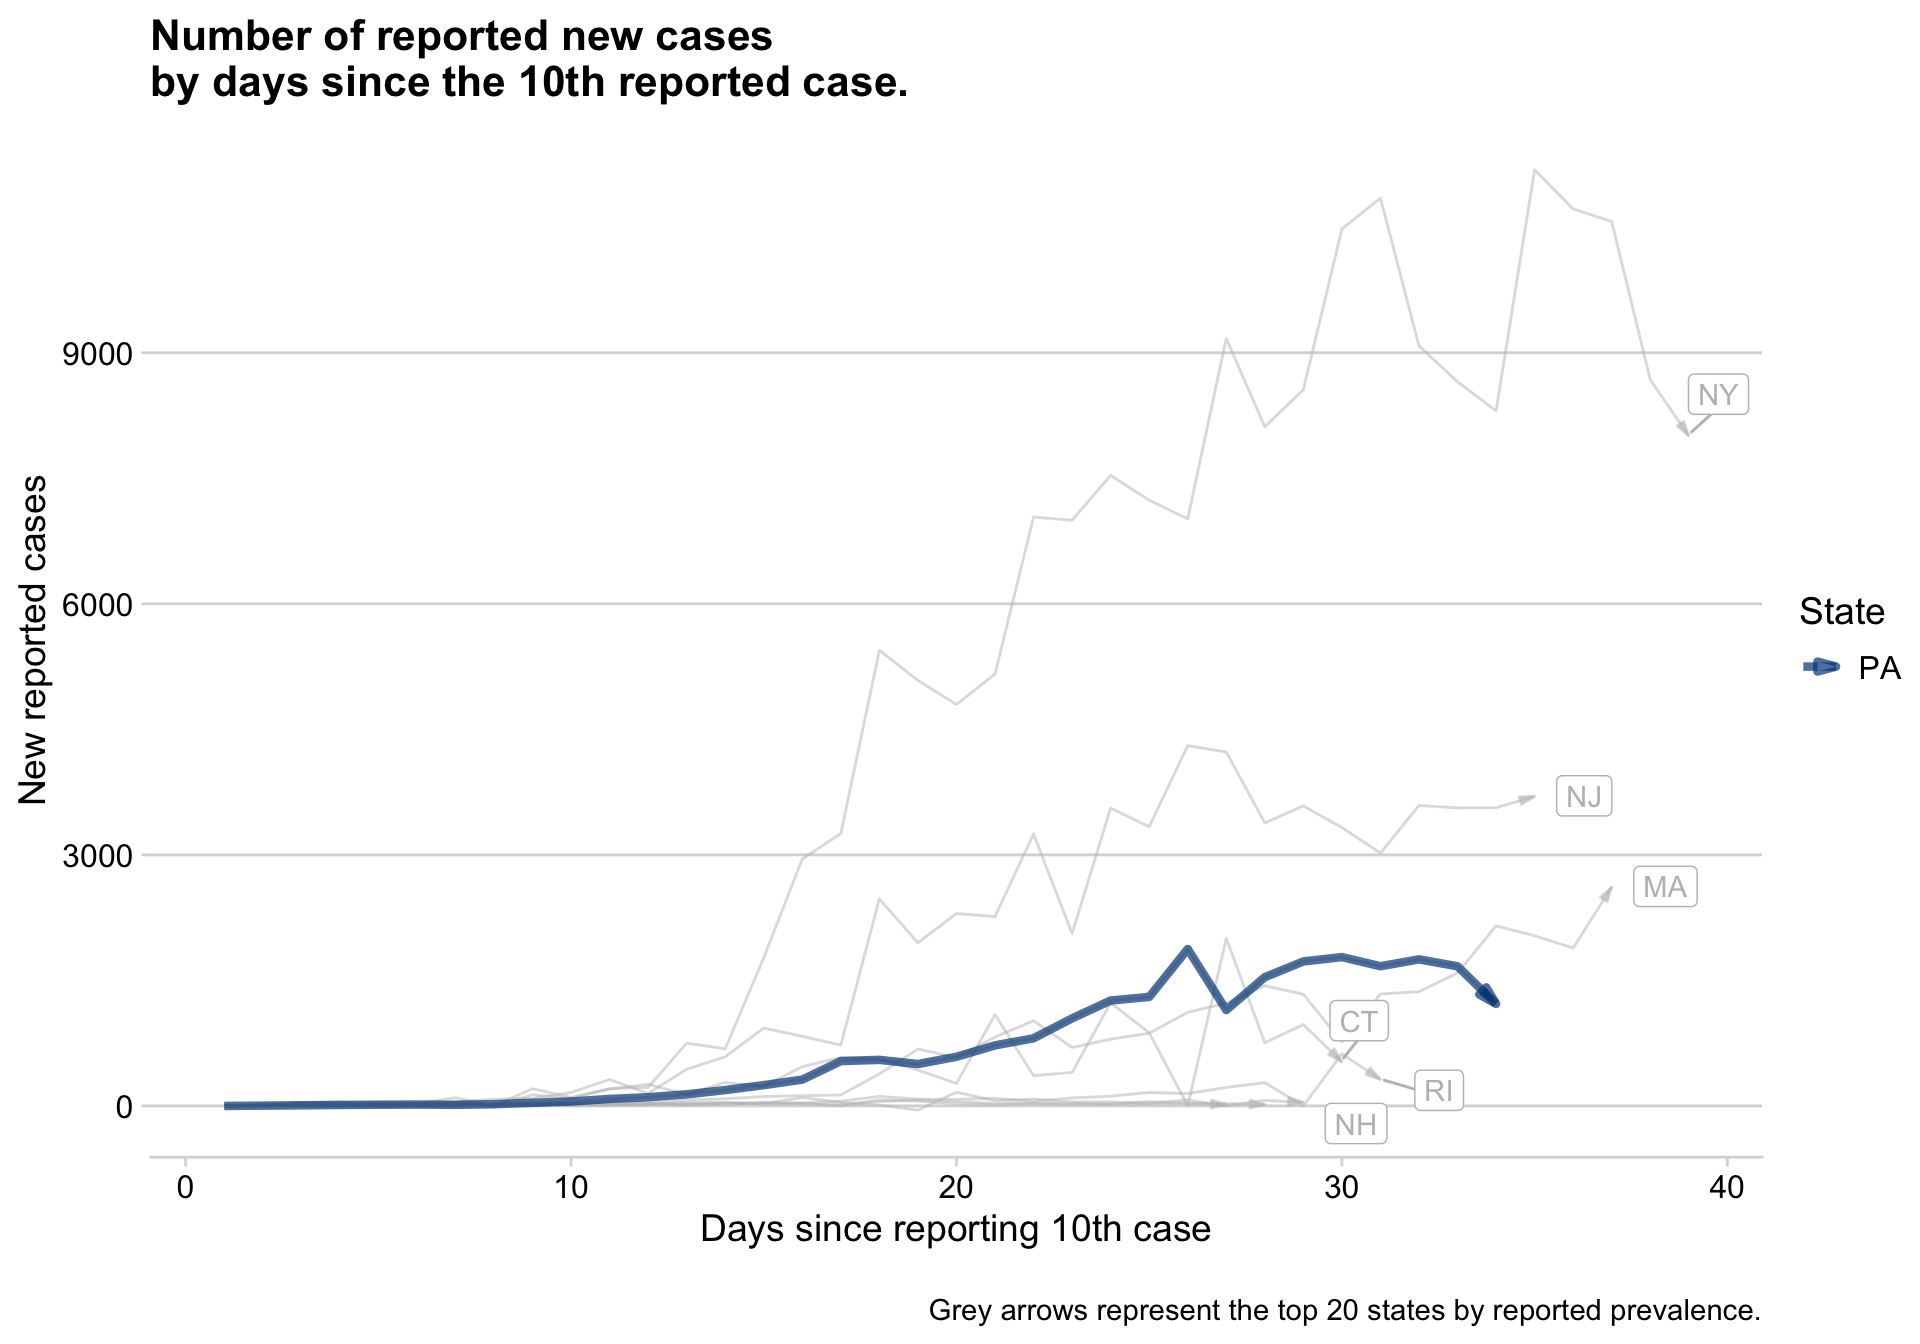 Number of reported new cases
by days since the 10th reported case.
New reported cases
9000
6000
3000
0
NY
NJ
MA
CT
RI
NH
State
PA
0 10 20 30 40
Days since reporting 10th case
Grey arrows represent the top 20 states by reported prevalence.